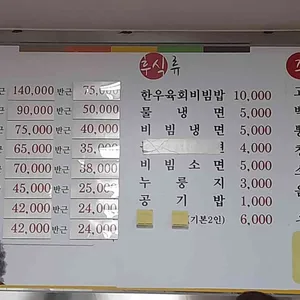 후식류
140,000 반근 75,000
90,000 반근 50,000
75,000 반근 40,000
65,000 반근 35,000
70,000 반근 38,000
45,000 반근 25,000
42,000 반근 24,000
42,000 반근 24,000
한우육회비빔밥 10,000
물냉면 5,000
비빔냉면 5,000
면 4,000
비빔소면 5,000
누룽지 3,000
공기밥 1,000
(기본2인) 6,000